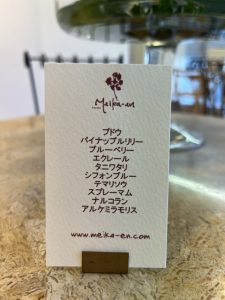 Meika-en
ブドウ
パイナップルリリー
ブルーベリー
エクレール
タニワタリ
シフォンブルー
テマリソウ
スプレーマム
ナルコラン
アルケミラモリス
www.meika-en.com